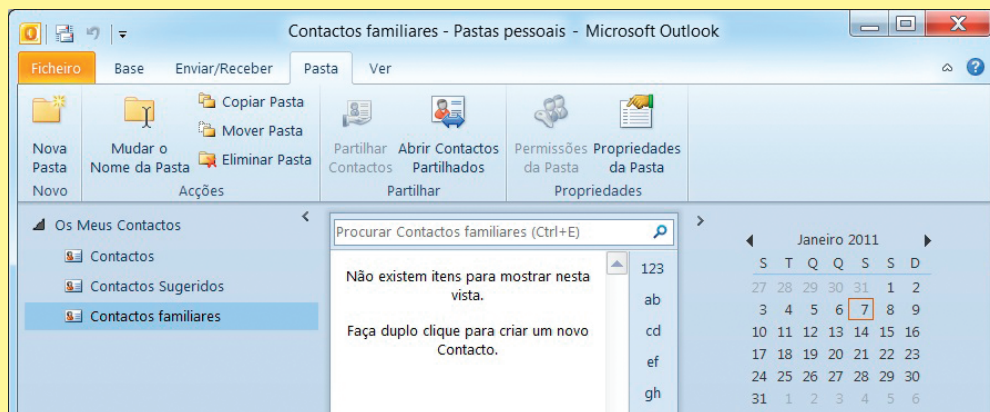 Contactos familiares - Pastas pessoais - Microsoft Outlook
Ficheiro Base Enviar/Receber Pasta Ver
Nova Pasta
Mudar o Nome da Pasta
Copiar Pasta
Mover Pasta
Eliminar Pasta
Partilhar Contactos
Abrir Contactos Partilhados
Permissões da Pasta
Propriedades da Pasta
Novo Acções Partilhar Propriedades
Os Meus Contactos
Contactos
Contactos Sugeridos
Contactos familiares
Procurar Contactos familiares (Ctrl+E)
Não existem itens para mostrar nesta
vista.
Faça duplo clique para criar um novo
Contacto.
123
ab
cd
ef
gh
Janeiro 2011
S T Q Q S S D
27 28 29 30 31 1 2
3 4 5 6 7 8 9
10 11 12 13 14 15 16
17 18 19 20 21 22 23
24 25 26 27 28 29 30
31 1 2 3 4 5 6